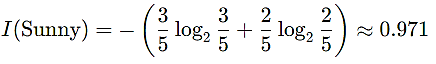 I(Sunny) = −(3/5 log₂ 3/5 + 2/5 log₂ 2/5) ≈ 0.971